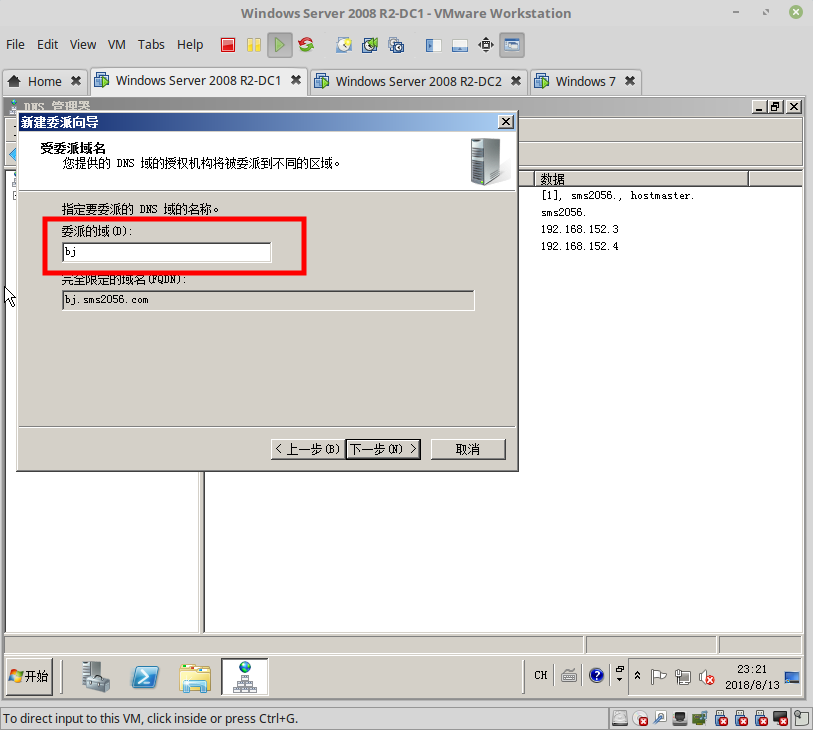 Windows Server 2008 R2-DC1 - VMware Workstation
File Edit View VM Tabs Help
Home Windows Server 2008 R2-DC1 Windows Server 2008 R2-DC2 Windows 7
DNS 管理器
新建委派向导
受委派域名
您提供的 DNS 域的授权机构将被委派到不同的区域。
数据
[1], sms2056., hostmaster.
sms2056.
192.168.152.3
192.168.152.4
指定要委派的 DNS 域的名称。
委派的域(D):
bj
完全限定的域名(FQDN):
bj.sms2056.com
< 上一步(B) 下一步(N) > 取消
开始
CH
23:21
2018/8/13
To direct input to this VM, click inside or press Ctrl+G.